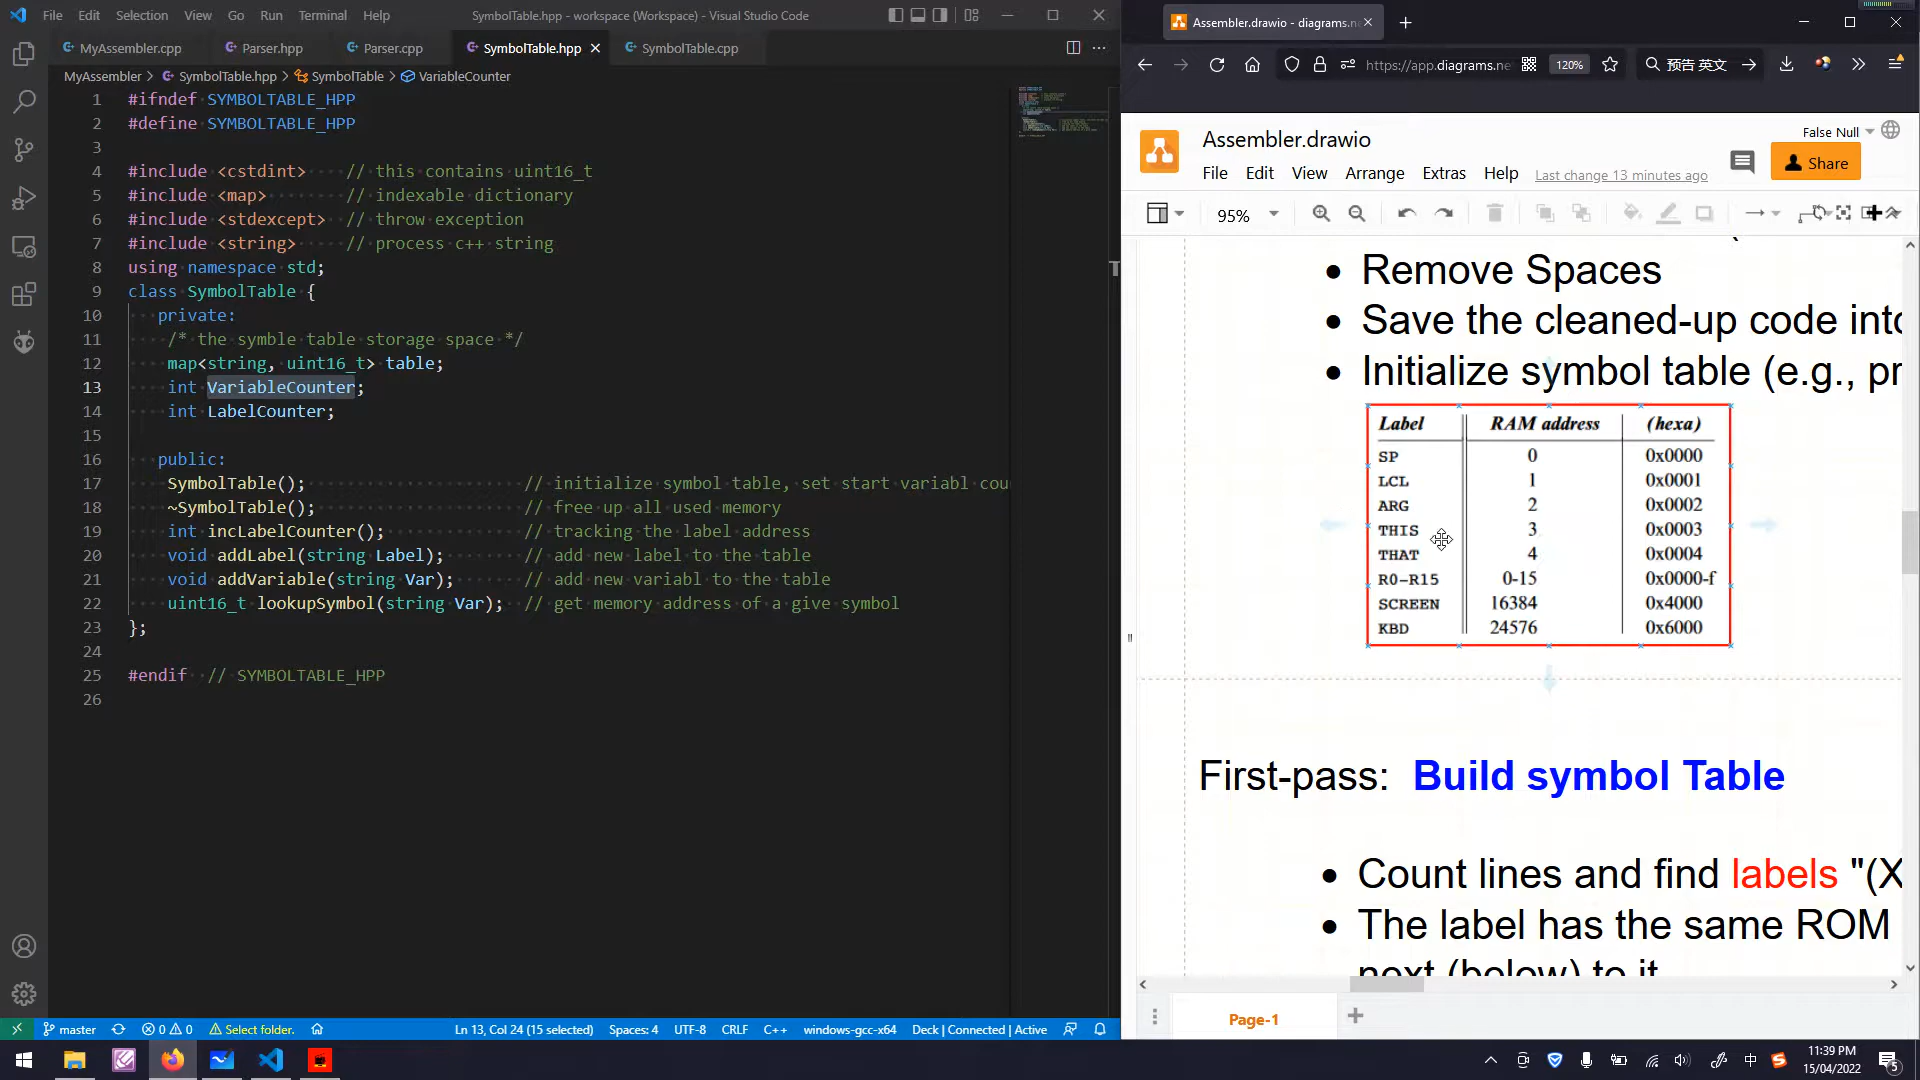 File Edit Selection View Go Run Terminal Help
SymbolTable.hpp - workspace (Workspace) - Visual Studio Code
MyAssembler.cpp Parser.hpp Parser.cpp SymbolTable.hpp SymbolTable.cpp
MyAssembler SymbolTable.hpp SymbolTable VariableCounter
1 #ifndef SYMBOLTABLE_HPP
2 #define SYMBOLTABLE_HPP
3
4 #include <cstdint> // this contains uint16_t
5 #include <map> // indexable dictionary
6 #include <stdexcept> // throw exception
7 #include <string> // process c++ string
8 using namespace std;
9 class SymbolTable {
10 private:
11 /* the symble table storage space */
12 map<string, uint16_t> table;
13 int VariableCounter;
14 int LabelCounter;
15
16 public:
17 SymbolTable(); // initialize symbol table, set start variabl cou
18 ~SymbolTable(); // free up all used memory
19 int incLabelCounter(); // tracking the label address
20 void addLabel(string Label); // add new label to the table
21 void addVariable(string Var); // add new variabl to the table
22 uint16_t lookupSymbol(string Var); // get memory address of a give symbol
23 };
24
25 #endif // SYMBOLTABLE_HPP
26
master 0 0 Select folder. Ln 13, Col 24 (15 selected) Spaces: 4 UTF-8 CRLF C++ windows-gcc-x64 Deck | Connected | Active
Assembler.drawio - diagrams.n
https://app.diagrams.ne 120% 预告 英文
Assembler.drawio
False Null
File Edit View Arrange Extras Help Last change 13 minutes ago
Share
95%
Remove Spaces
Save the cleaned-up code into
Initialize symbol table (e.g., pr
Label RAM address (hexa)
SP 0 0x0000
LCL 1 0x0001
ARG 2 0x0002
THIS 3 0x0003
THAT 4 0x0004
R0-R15 0-15 0x0000-f
SCREEN 16384 0x4000
KBD 24576 0x6000
First-pass: Build symbol Table
Count lines and find labels "(X
The label has the same ROM
next (below) to it
Page-1
中 11:39 PM
15/04/2022
5